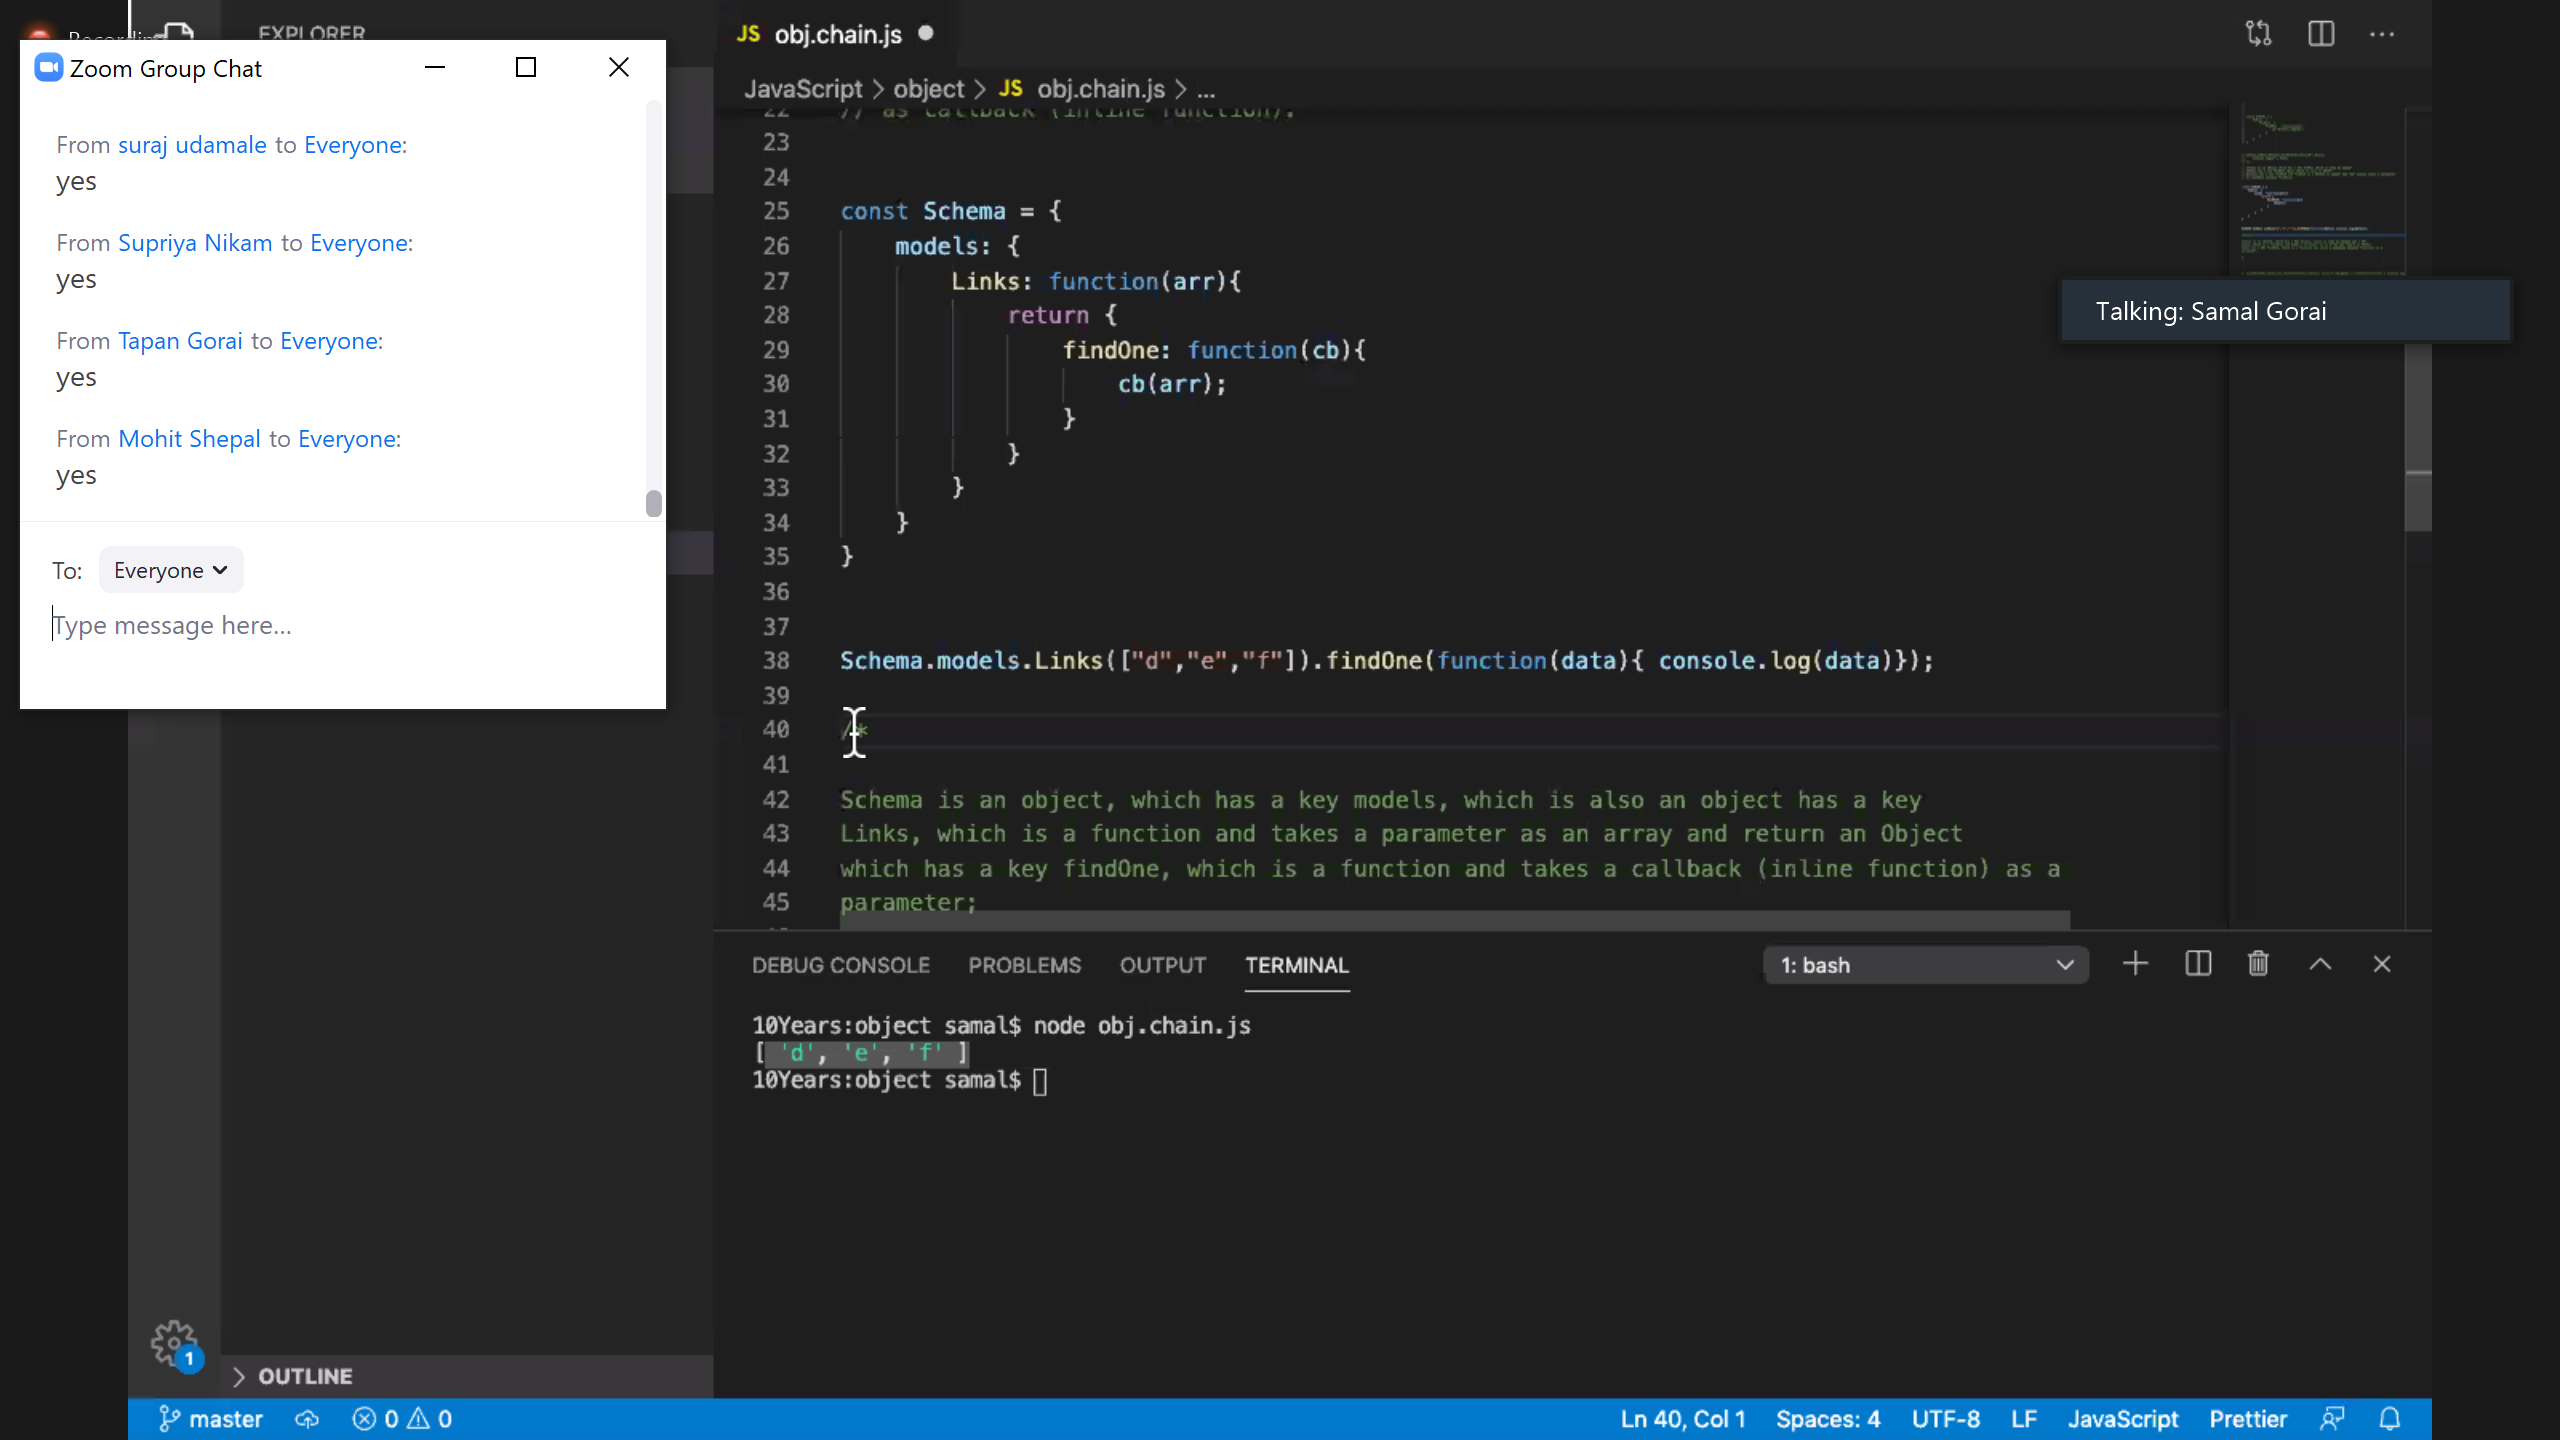 Recording
Zoom Group Chat
From suraj udamale to Everyone:
yes
From Supriya Nikam to Everyone:
yes
From Tapan Gorai to Everyone:
yes
From Mohit Shepal to Everyone:
yes
To: Everyone
Type message here...
EXPLORER
JS obj.chain.js
JavaScript > object > JS obj.chain.js > ...
22 // as callback (inline function).
23
24
25 const Schema = {
26 models: {
27 Links: function(arr){
28 return {
29 findOne: function(cb){
30 cb(arr);
31 }
32 }
33 }
34 }
35 }
36
37
38 Schema.models.Links(["d","e","f"]).findOne(function(data){ console.log(data)});
39
40 /*
41
42 Schema is an object, which has a key models, which is also an object has a key
43 Links, which is a function and takes a parameter as an array and return an Object
44 which has a key findOne, which is a function and takes a callback (inline function) as a
45 parameter;
Talking: Samal Gorai
DEBUG CONSOLE PROBLEMS OUTPUT TERMINAL 1: bash
10Years:object samal$ node obj.chain.js
[ 'd', 'e', 'f' ]
10Years:object samal$
1
OUTLINE
master 0 0 Ln 40, Col 1 Spaces: 4 UTF-8 LF JavaScript Prettier